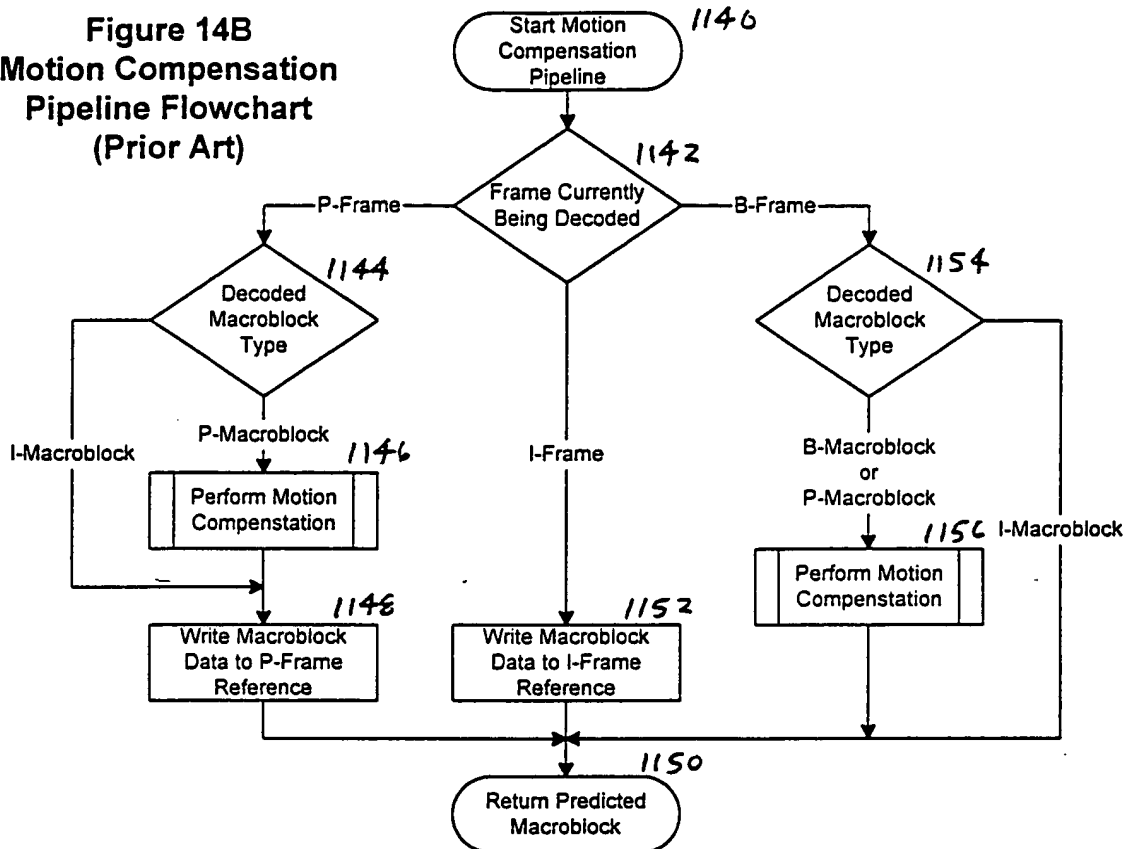 Figure 14B
Motion Compensation
Pipeline Flowchart
(Prior Art)
Start Motion
Compensation
Pipeline
1140
1142
Frame Currently
Being Decoded
P-Frame
B-Frame
1144
Decoded
Macroblock
Type
1154
Decoded
Macroblock
Type
I-Macroblock
P-Macroblock
I-Frame
B-Macroblock
or
P-Macroblock
I-Macroblock
1146
Perform Motion
Compenstation
1156
Perform Motion
Compenstation
1148
Write Macroblock
Data to P-Frame
Reference
1152
Write Macroblock
Data to I-Frame
Reference
1150
Return Predicted
Macroblock